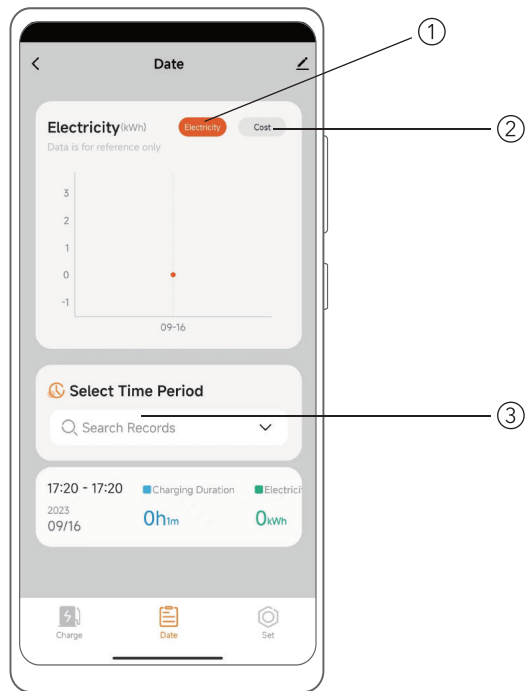 ①
Date
Electricity(kWh) Electricity Cost
②
Data is for reference only
3
2
1
0
-1
09-16
Select Time Period
Search Records
③
17:20 - 17:20 Charging Duration Electrici
2023
09/16 0h1m 0kWh
Charge Date Set